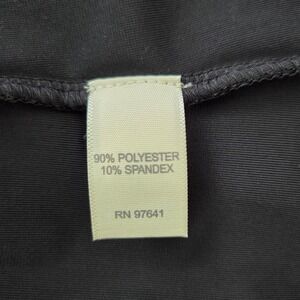 90% POLYESTER
10% SPANDEX
RN 97641